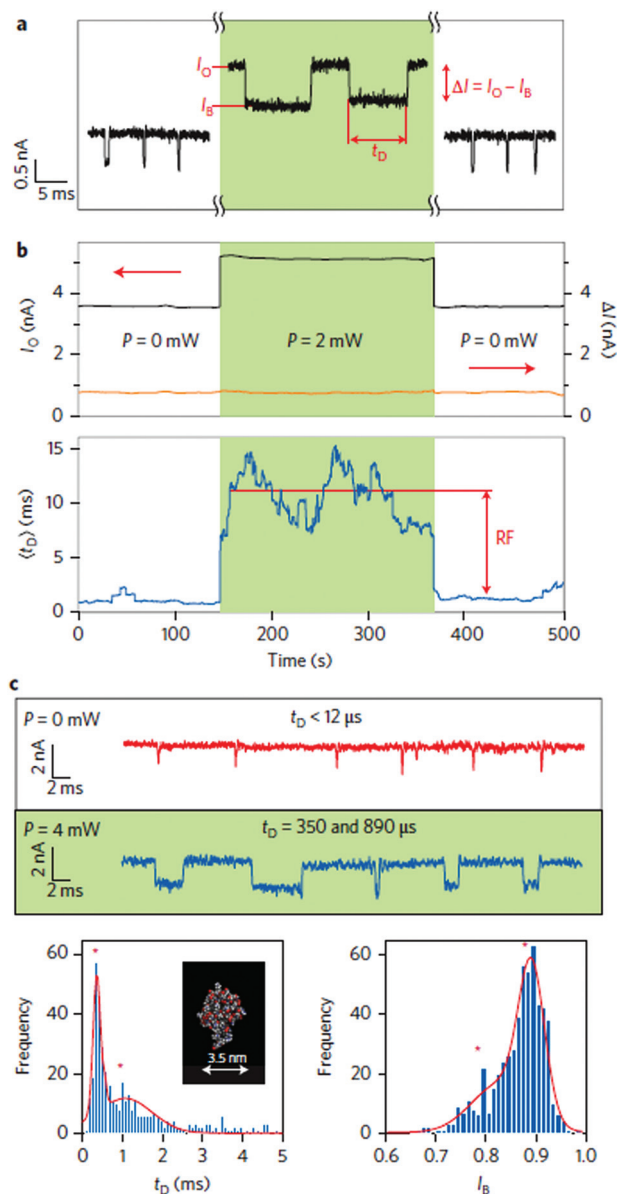 a
I_O
I_B
ΔI = I_O – I_B
t_D
0.5 nA
5 ms
b
I_O (nA)
4
2
0
P = 0 mW
P = 2 mW
P = 0 mW
4
2
0
ΔI (nA)
⟨t_D⟩ (ms)
15
10
5
0
RF
0 100 200 300 400 500
Time (s)
c
P = 0 mW
t_D < 12 μs
2 nA
2 ms
P = 4 mW
t_D = 350 and 890 μs
2 nA
2 ms
Frequency
60
40
20
0
*
*
3.5 nm
0 1 2 3 4 5
t_D (ms)
Frequency
60
40
20
0
*
*
0.6 0.7 0.8 0.9 1.0
I_B